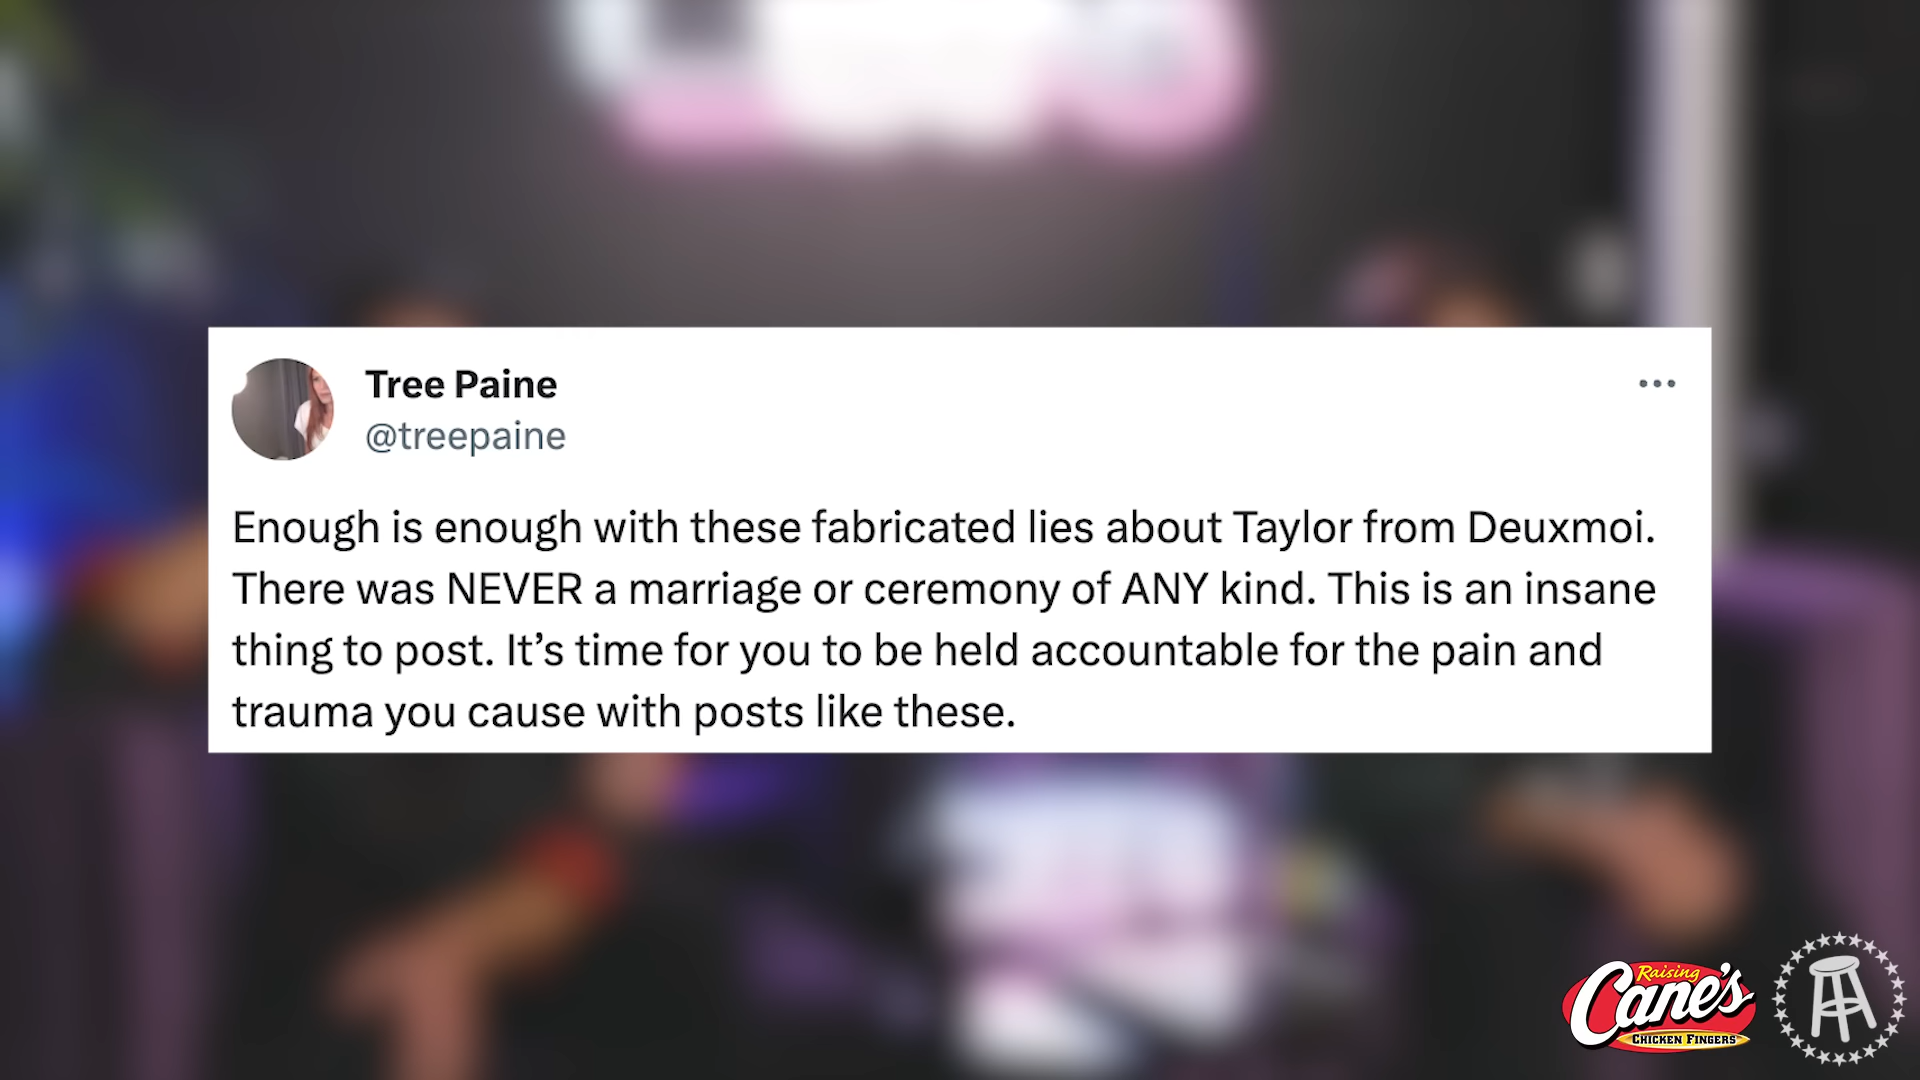 Tree Paine
@treepaine
Enough is enough with these fabricated lies about Taylor from Deuxmoi.
There was NEVER a marriage or ceremony of ANY kind. This is an insane
thing to post. It’s time for you to be held accountable for the pain and
trauma you cause with posts like these.
Raising
Cane's
CHICKEN FINGERS